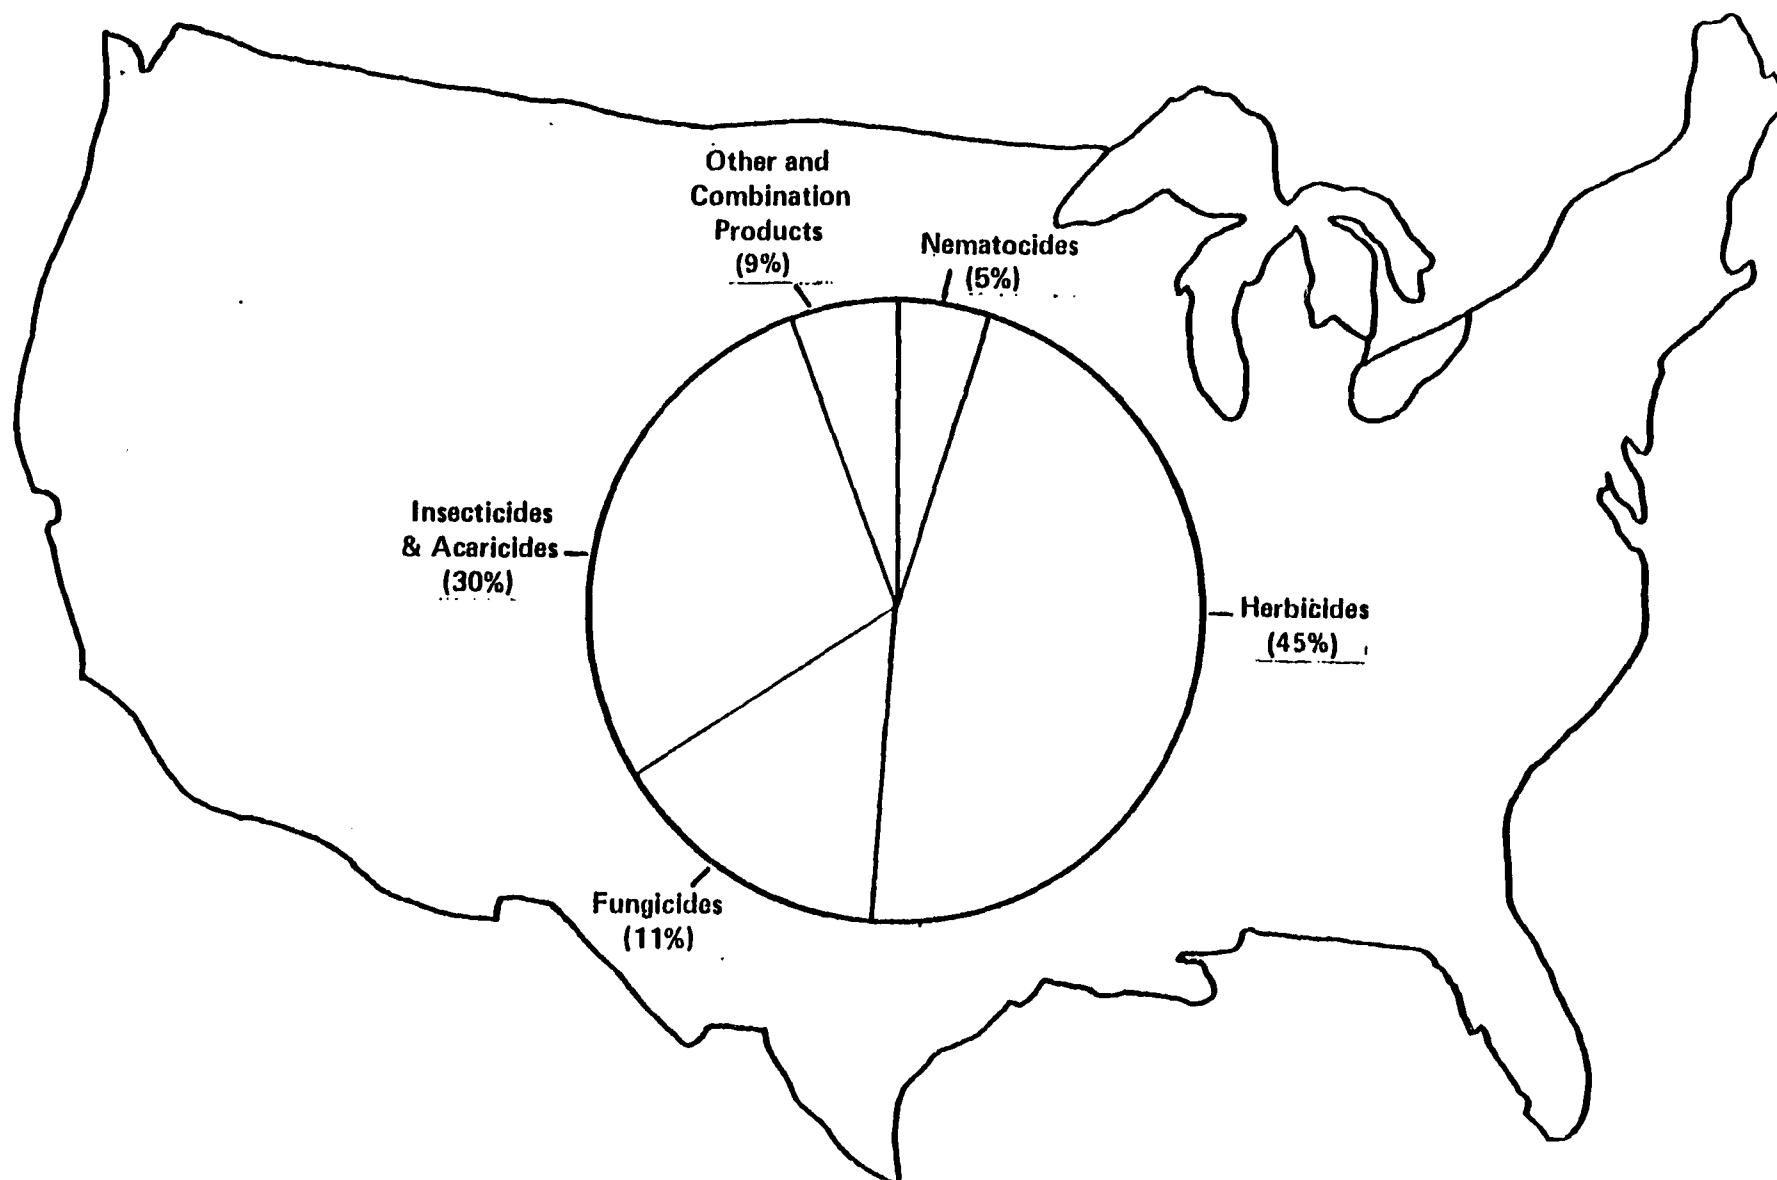 Other and
Combination
Products
(9%)
Nematocides
(5%)
Insecticides
& Acaricides
(30%)
Herbicides
(45%)
Fungicides
(11%)